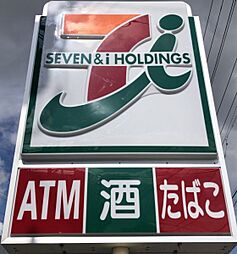 SEVEN & i HOLDINGS
ATM 酒 たばこ